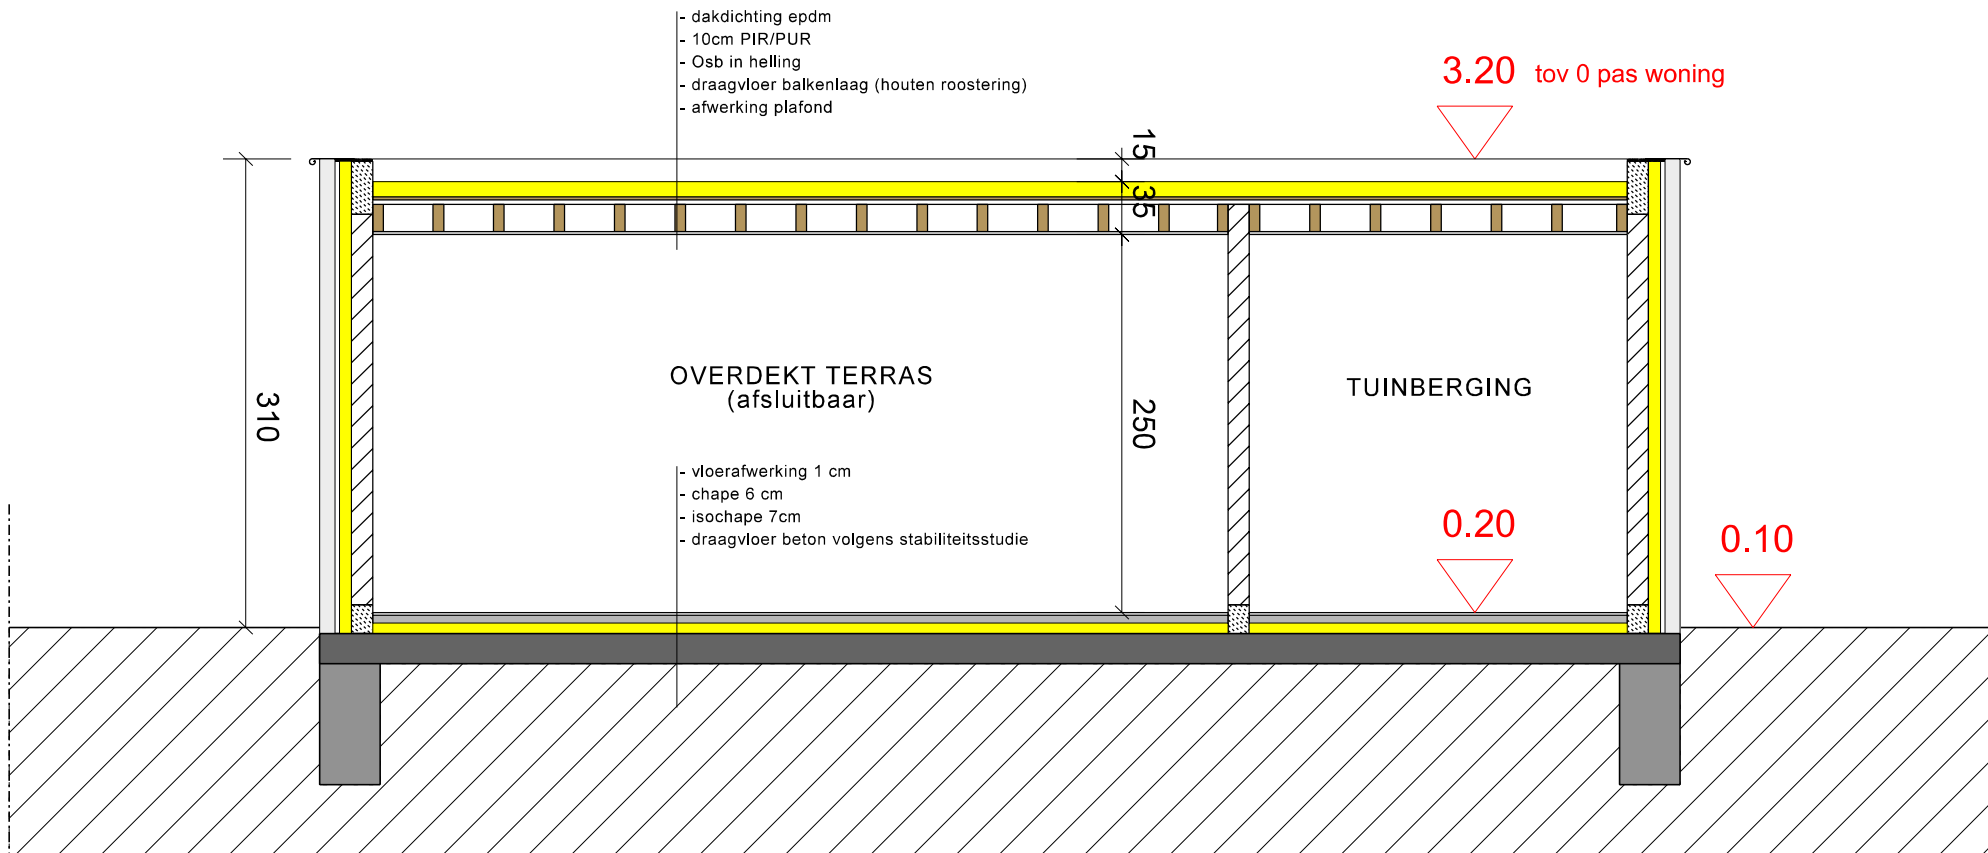 - dakdichting epdm
- 10cm PIR/PUR
- Osb in helling
- draagvloer balkenlaag (houten roostering)
- afwerking plafond
3.20 tov 0 pas woning
15
35
310
OVERDEKT TERRAS
(afsluitbaar)
250
TUINBERGING
- vloerafwerking 1 cm
- chape 6 cm
- isochape 7cm
- draagvloer beton volgens stabiliteitsstudie
0.20
0.10